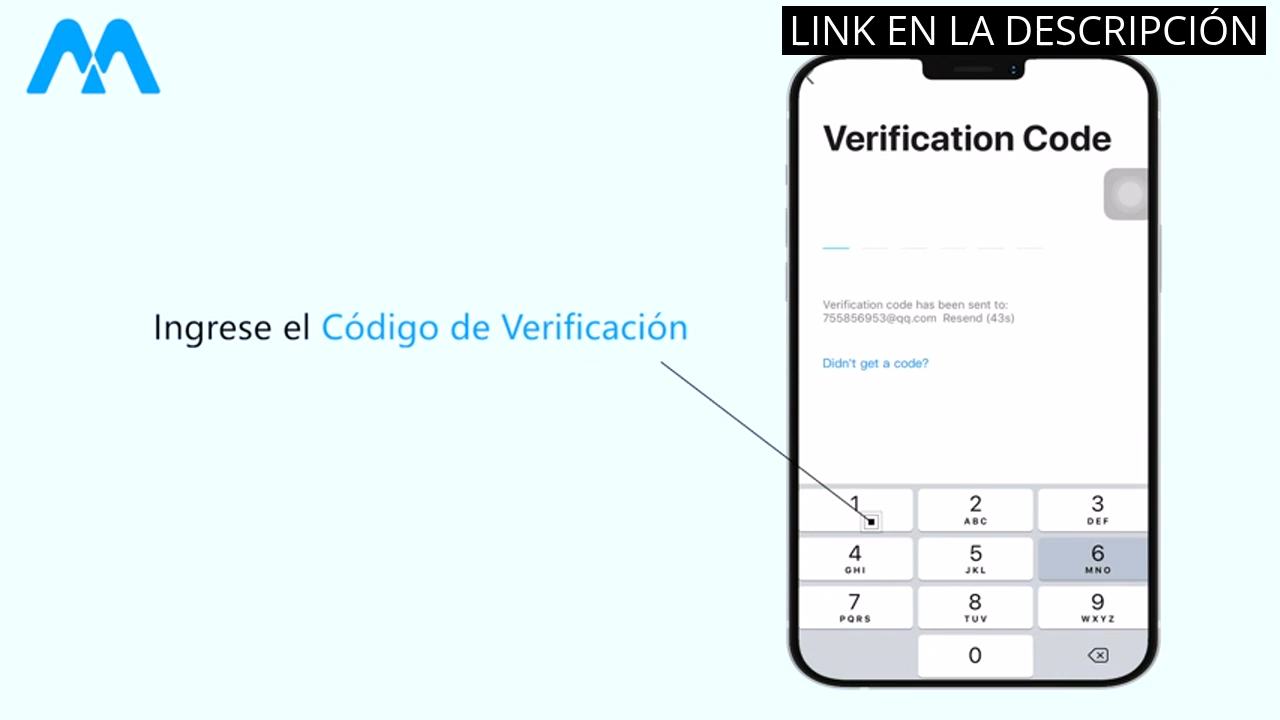 LINK EN LA DESCRIPCIÓN
Verification Code
Ingrese el Código de Verificación
Verification code has been sent to:
755856953@qq.com Resend (43s)
Didn't get a code?
1 2 3
ABC DEF
4 5 6
GHI JKL MNO
7 8 9
PQRS TUV WXYZ
0